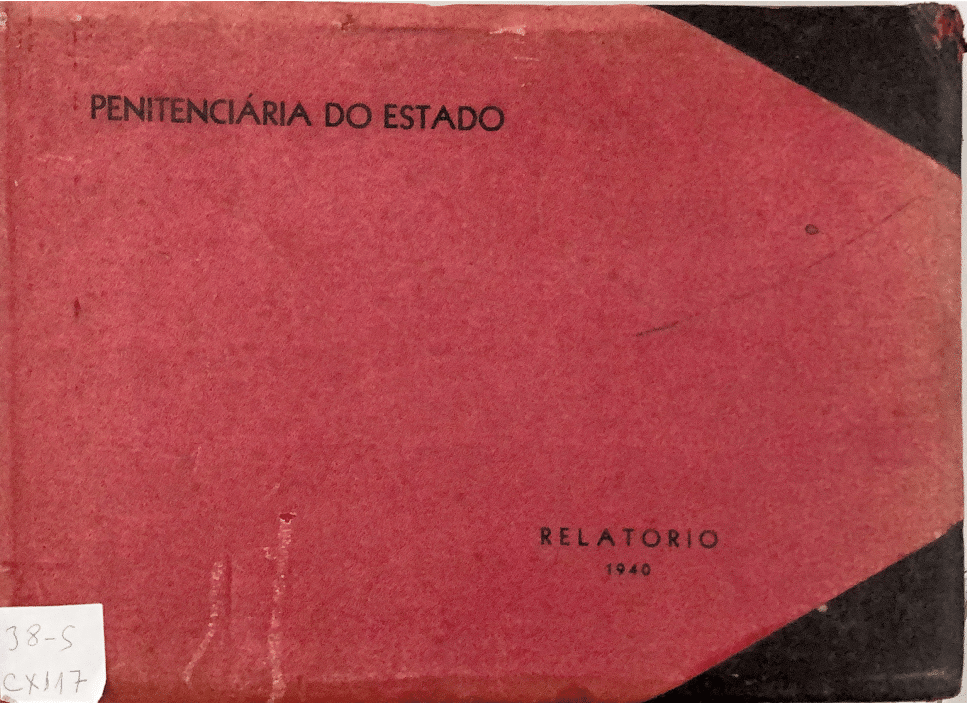 PENITENCIÁRIA DO ESTADO
RELATORIO
1940
38-S
CX117